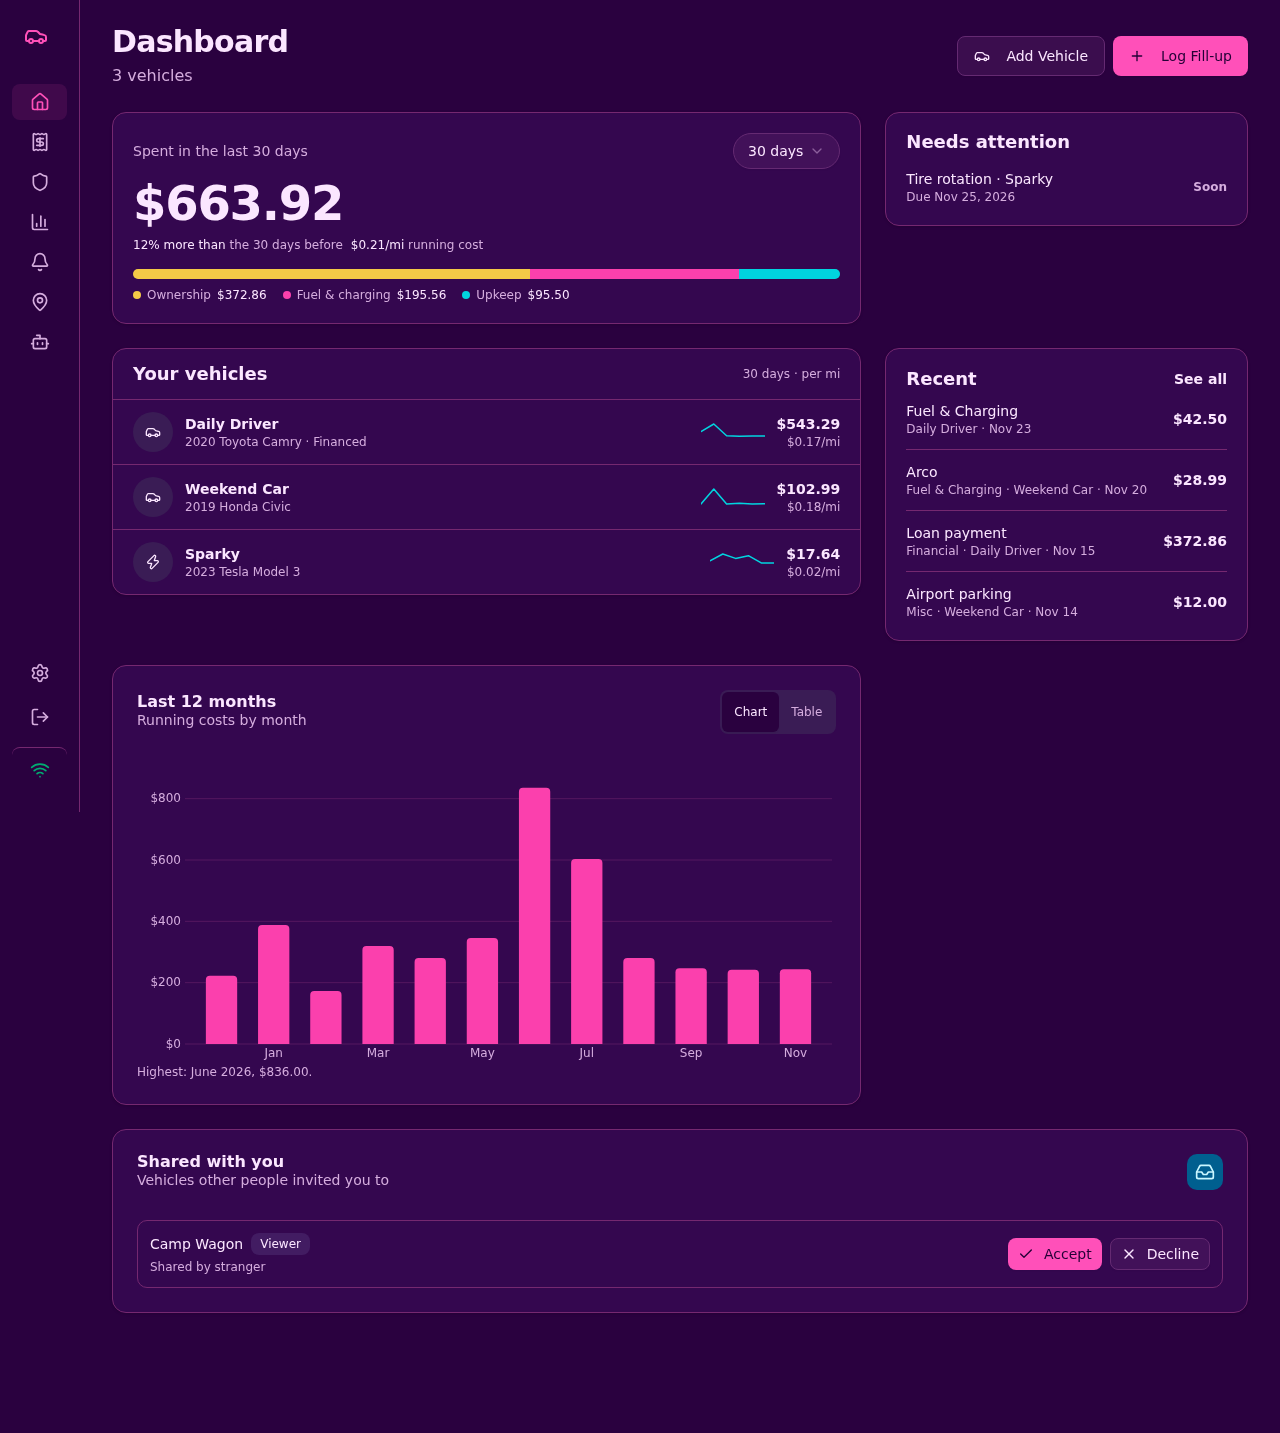 Dashboard
3 vehicles
Add Vehicle
Log Fill-up
Spent in the last 30 days
30 days
$663.92
12% more than the 30 days before $0.21/mi running cost
Ownership $372.86 Fuel & charging $195.56 Upkeep $95.50
Needs attention
Tire rotation · Sparky
Due Nov 25, 2026
Soon
Your vehicles
30 days · per mi
Daily Driver
2020 Toyota Camry · Financed
$543.29
$0.17/mi
Weekend Car
2019 Honda Civic
$102.99
$0.18/mi
Sparky
2023 Tesla Model 3
$17.64
$0.02/mi
Recent
See all
Fuel & Charging
Daily Driver · Nov 23
$42.50
Arco
Fuel & Charging · Weekend Car · Nov 20
$28.99
Loan payment
Financial · Daily Driver · Nov 15
$372.86
Airport parking
Misc · Weekend Car · Nov 14
$12.00
Last 12 months
Running costs by month
Chart
Table
$800
$600
$400
$200
$0
Jan Mar May Jul Sep Nov
Highest: June 2026, $836.00.
Shared with you
Vehicles other people invited you to
Camp Wagon
Viewer
Shared by stranger
Accept
Decline